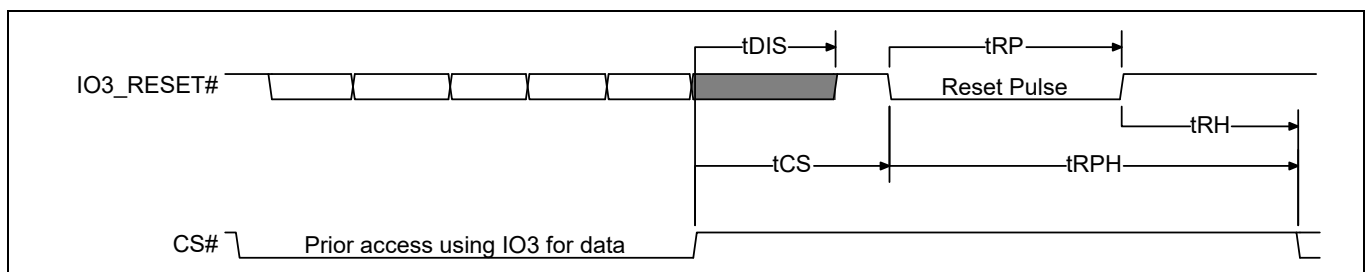 tDIS
tRP
IO3_RESET#
Reset Pulse
tRH
tCS
tRPH
CS#
Prior access using IO3 for data